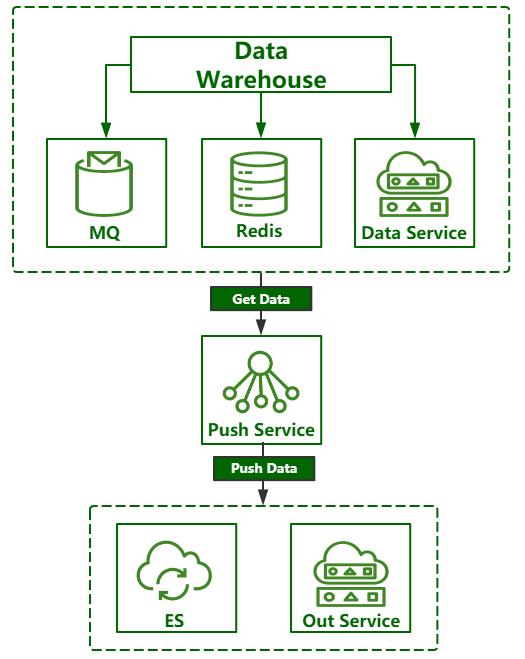 Data
Warehouse
MQ
Redis
Data Service
Get Data
Push Service
Push Data
ES
Out Service